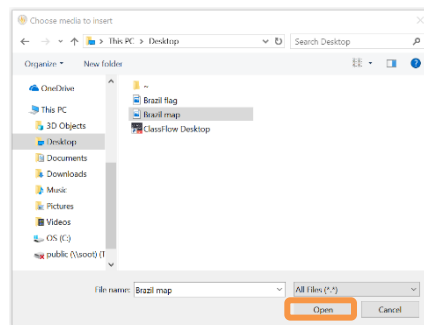 Choose media to insert
This PC > Desktop
Search Desktop
Organize
New folder
OneDrive
This PC
3D Objects
Desktop
Documents
Downloads
Music
Pictures
Videos
OS (C:)
public (\\soot) (T
~
Brazil flag
Brazil map
ClassFlow Desktop
File name: Brazil map
All Files (*.*)
Open
Cancel